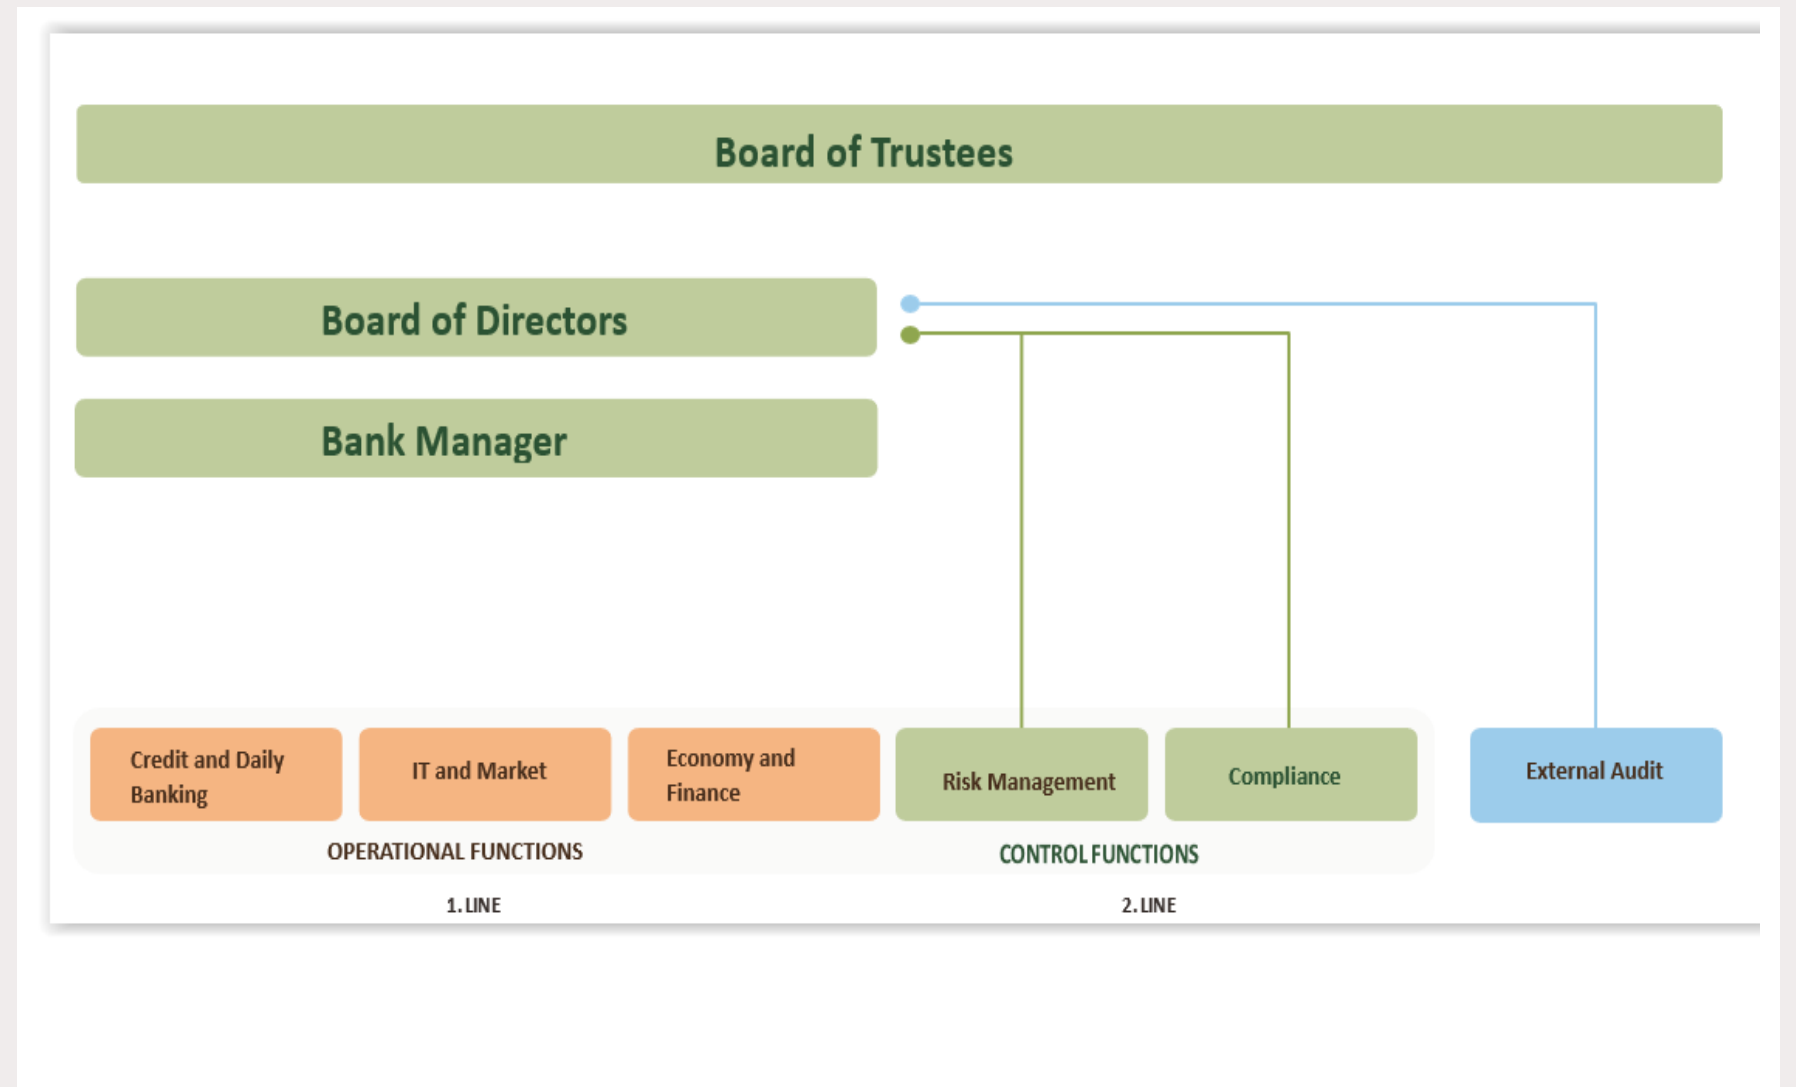 Board of Trustees
Board of Directors
Bank Manager
Credit and Daily
Banking
IT and Market
Economy and
Finance
Risk Management
Compliance
External Audit
OPERATIONAL FUNCTIONS
CONTROL FUNCTIONS
1. LINE
2. LINE